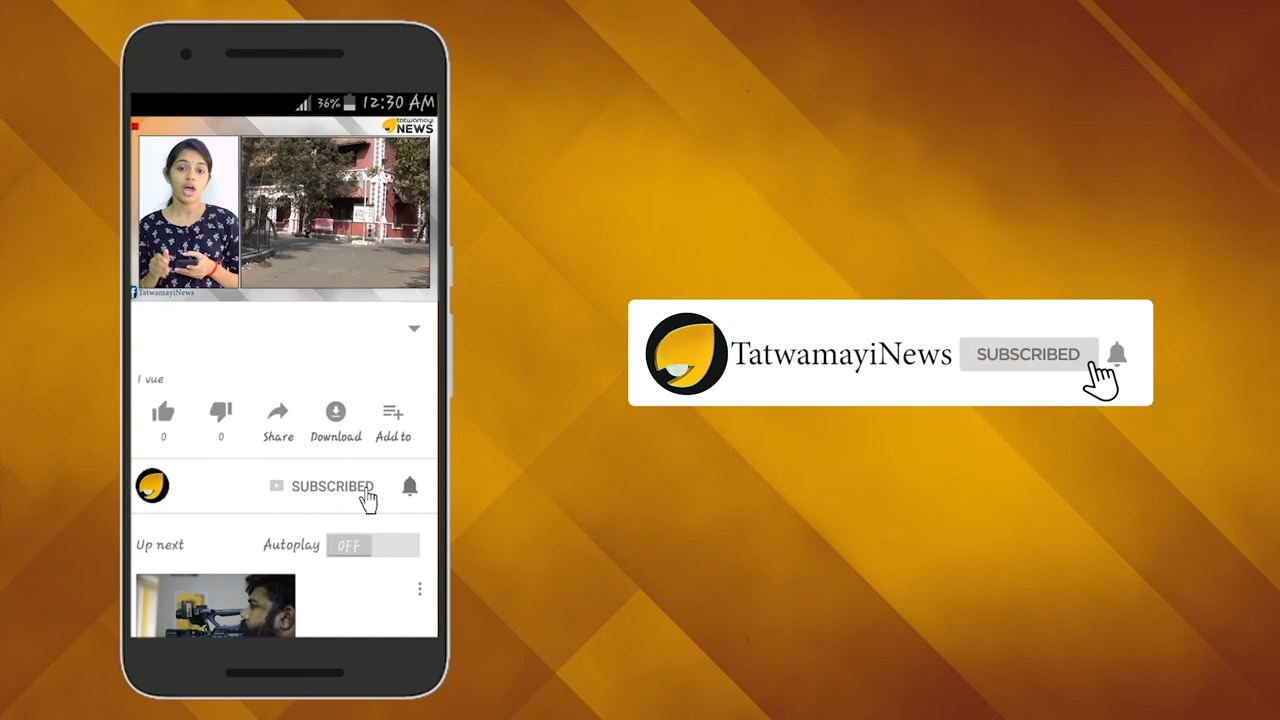 36% 12:30 AM
tatwamayi
NEWS
TatwamayiNews
1 vue
0 0 Share Download Add to
SUBSCRIBED
Up next Autoplay OFF
TatwamayiNews SUBSCRIBED